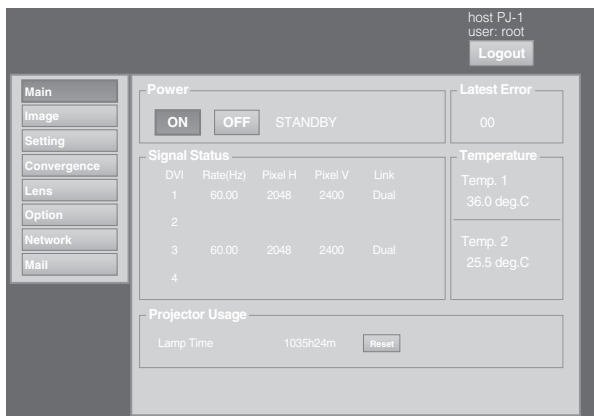 host PJ-1
user: root
Logout
Main
Image
Setting
Convergence
Lens
Option
Network
Mail
Power
ON OFF STANDBY
Latest Error
00
Signal Status
DVI Rate(Hz) Pixel H Pixel V Link
1 60.00 2048 2400 Dual
2
3 60.00 2048 2400 Dual
4
Temperature
Temp. 1
36.0 deg.C
Temp. 2
25.5 deg.C
Projector Usage
Lamp Time 1035h24m Reset